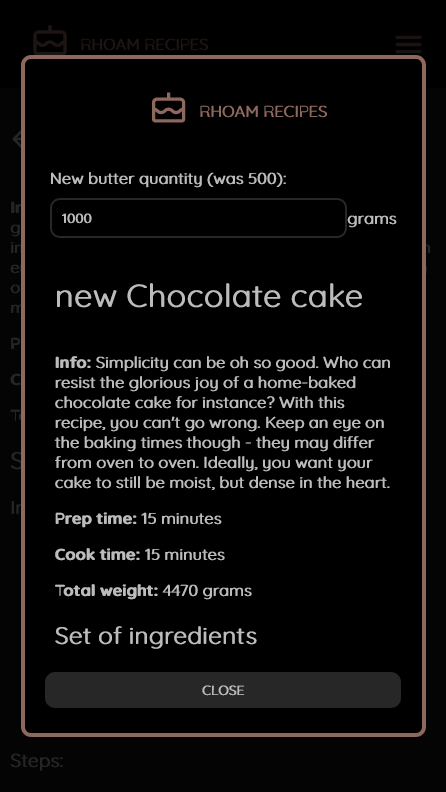 RHOAM RECIPES
RHOAM RECIPES
New butter quantity (was 500):
1000
grams
new Chocolate cake
Info: Simplicity can be oh so good. Who can
resist the glorious joy of a home-baked
chocolate cake for instance? With this
recipe, you can't go wrong. Keep an eye on
the baking times though - they may differ
from oven to oven. Ideally, you want your
cake to still be moist, but dense in the heart.
Prep time: 15 minutes
Cook time: 15 minutes
Total weight: 4470 grams
Set of ingredients
CLOSE
Steps: